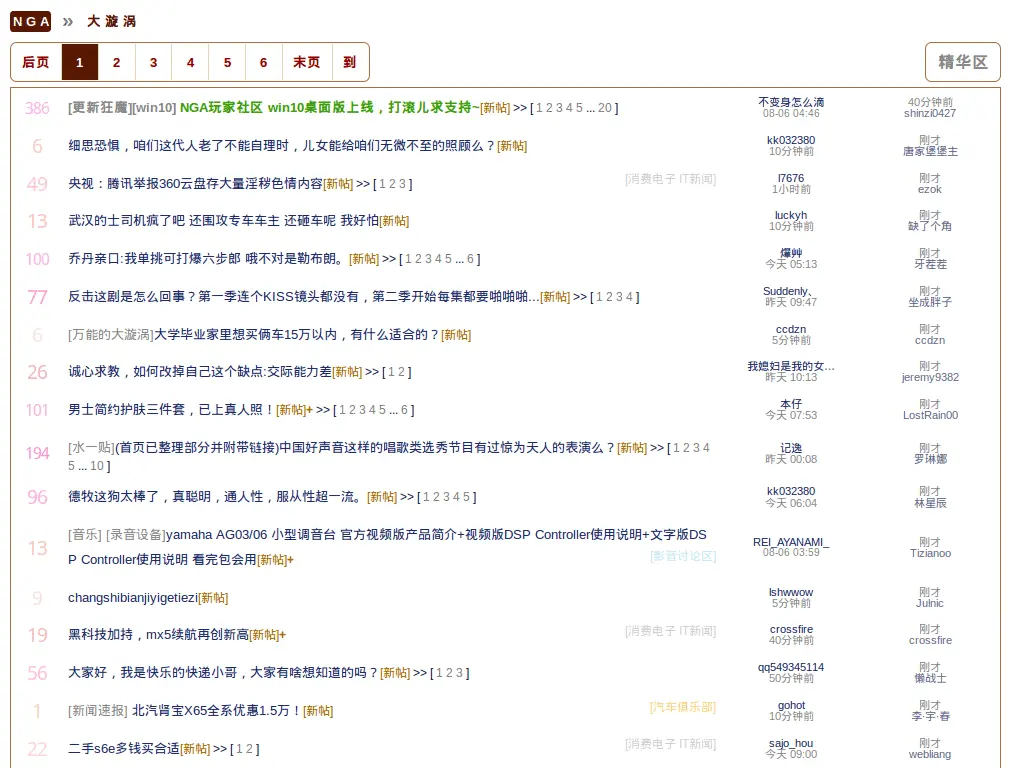 NGA » 大漩涡
后页 1 2 3 4 5 6 末页 到 精华区
386 [更新狂魔][win10] NGA玩家社区 win10桌面版上线，打滚儿求支持~[新帖] >> [ 1 2 3 4 5 ... 20 ] 不变身怎么滴 40分钟前
08-06 04:46 shinzi0427
6 细思恐惧，咱们这代人老了不能自理时，儿女能给咱们无微不至的照顾么？[新帖] kk032380 刚才
10分钟前 唐家堡堡主
49 央视：腾讯举报360云盘存大量淫秽色情内容[新帖] >> [ 1 2 3 ] [消费电子 IT新闻] l7676 刚才
1小时前 ezok
13 武汉的士司机疯了吧 还围攻专车车主 还砸车呢 我好怕[新帖] luckyh 刚才
10分钟前 缺了个角
100 乔丹亲口:我单挑可打爆六步郎 哦不对是勒布朗。[新帖] >> [ 1 2 3 4 5 ... 6 ] 爆艸 刚才
今天 05:13 牙茬茬
77 反击这剧是怎么回事？第一季连个KISS镜头都没有，第二季开始每集都要啪啪啪...[新帖] >> [ 1 2 3 4 ] Suddenly、 刚才
昨天 09:47 坐成胖子
6 [万能的大漩涡]大学毕业家里想买俩车15万以内，有什么适合的？[新帖] ccdzn 刚才
5分钟前 ccdzn
26 诚心求教，如何改掉自己这个缺点:交际能力差[新帖] >> [ 1 2 ] 我媳妇是我的女... 刚才
昨天 10:13 jeremy9382
101 男士简约护肤三件套，已上真人照！[新帖]+ >> [ 1 2 3 4 5 ... 6 ] 本仔 刚才
今天 07:53 LostRain00
194 [水一贴](首页已整理部分并附带链接)中国好声音这样的唱歌类选秀节目有过惊为天人的表演么？[新帖] >> [ 1 2 3 4 记逸 刚才
5 ... 10 ] 昨天 00:08 罗琳娜
96 德牧这狗太棒了，真聪明，通人性，服从性超一流。[新帖] >> [ 1 2 3 4 5 ] kk032380 刚才
今天 06:04 林星辰
13 [音乐] [录音设备]yamaha AG03/06 小型调音台 官方视频版产品简介+视频版DSP Controller使用说明+文字版DS REI_AYANAMI_ 刚才
P Controller使用说明 看完包会用[新帖]+ [影音讨论区] 08-06 03:59 Tizianoo
9 changshibianjiyigetiezi[新帖] lshwwow 刚才
5分钟前 Julnic
19 黑科技加持，mx5续航再创新高[新帖]+ [消费电子 IT新闻] crossfire 刚才
40分钟前 crossfire
56 大家好，我是快乐的快递小哥，大家有啥想知道的吗？[新帖] >> [ 1 2 3 ] qq549345114 刚才
50分钟前 懒战士
1 [新闻速报] 北汽肾宝X65全系优惠1.5万！[新帖] [汽车俱乐部] gohot 刚才
10分钟前 李·宇·春
22 二手s6e多钱买合适[新帖] >> [ 1 2 ] [消费电子 IT新闻] sajo_hou 刚才
今天 09:00 webliang